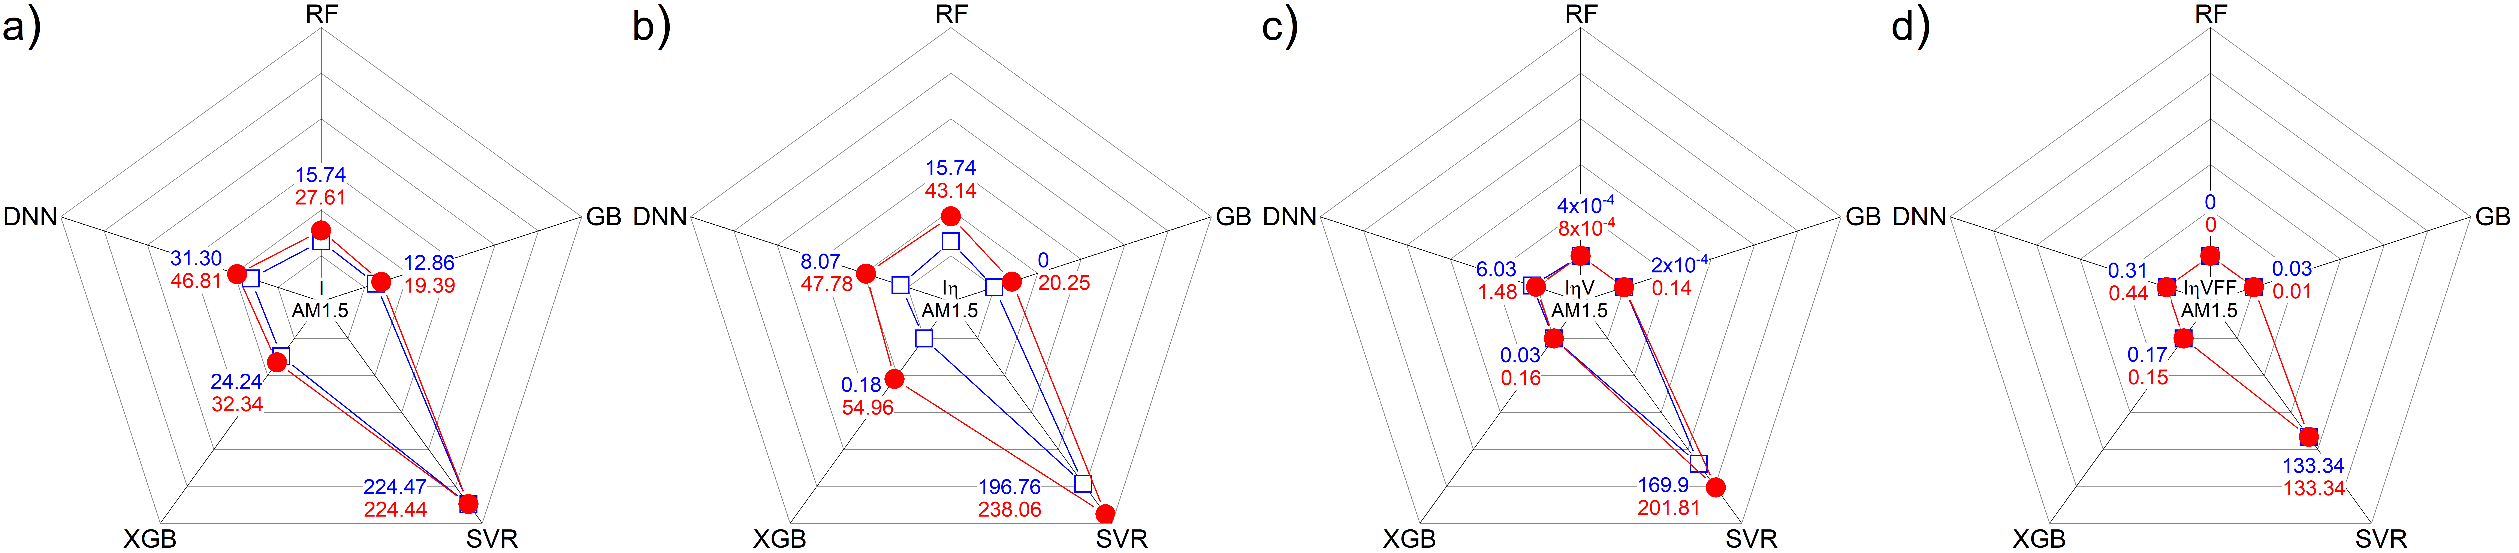 a)
RF
15.74
27.61
DNN
GB
31.30
46.81
12.86
19.39
I
AM1.5
24.24
32.34
224.47
224.44
XGB
SVR
b)
RF
15.74
43.14
DNN
GB
8.07
47.78
0
20.25
Iη
AM1.5
0.18
54.96
196.76
238.06
XGB
SVR
c)
RF
4x10⁻⁴
8x10⁻⁴
DNN
GB
6.03
1.48
2x10⁻⁴
0.14
IηV
AM1.5
0.03
0.16
169.9
201.81
XGB
SVR
d)
RF
0
0
DNN
GB
0.31
0.44
0.03
0.01
IηVFF
AM1.5
0.17
0.15
133.34
133.34
XGB
SVR